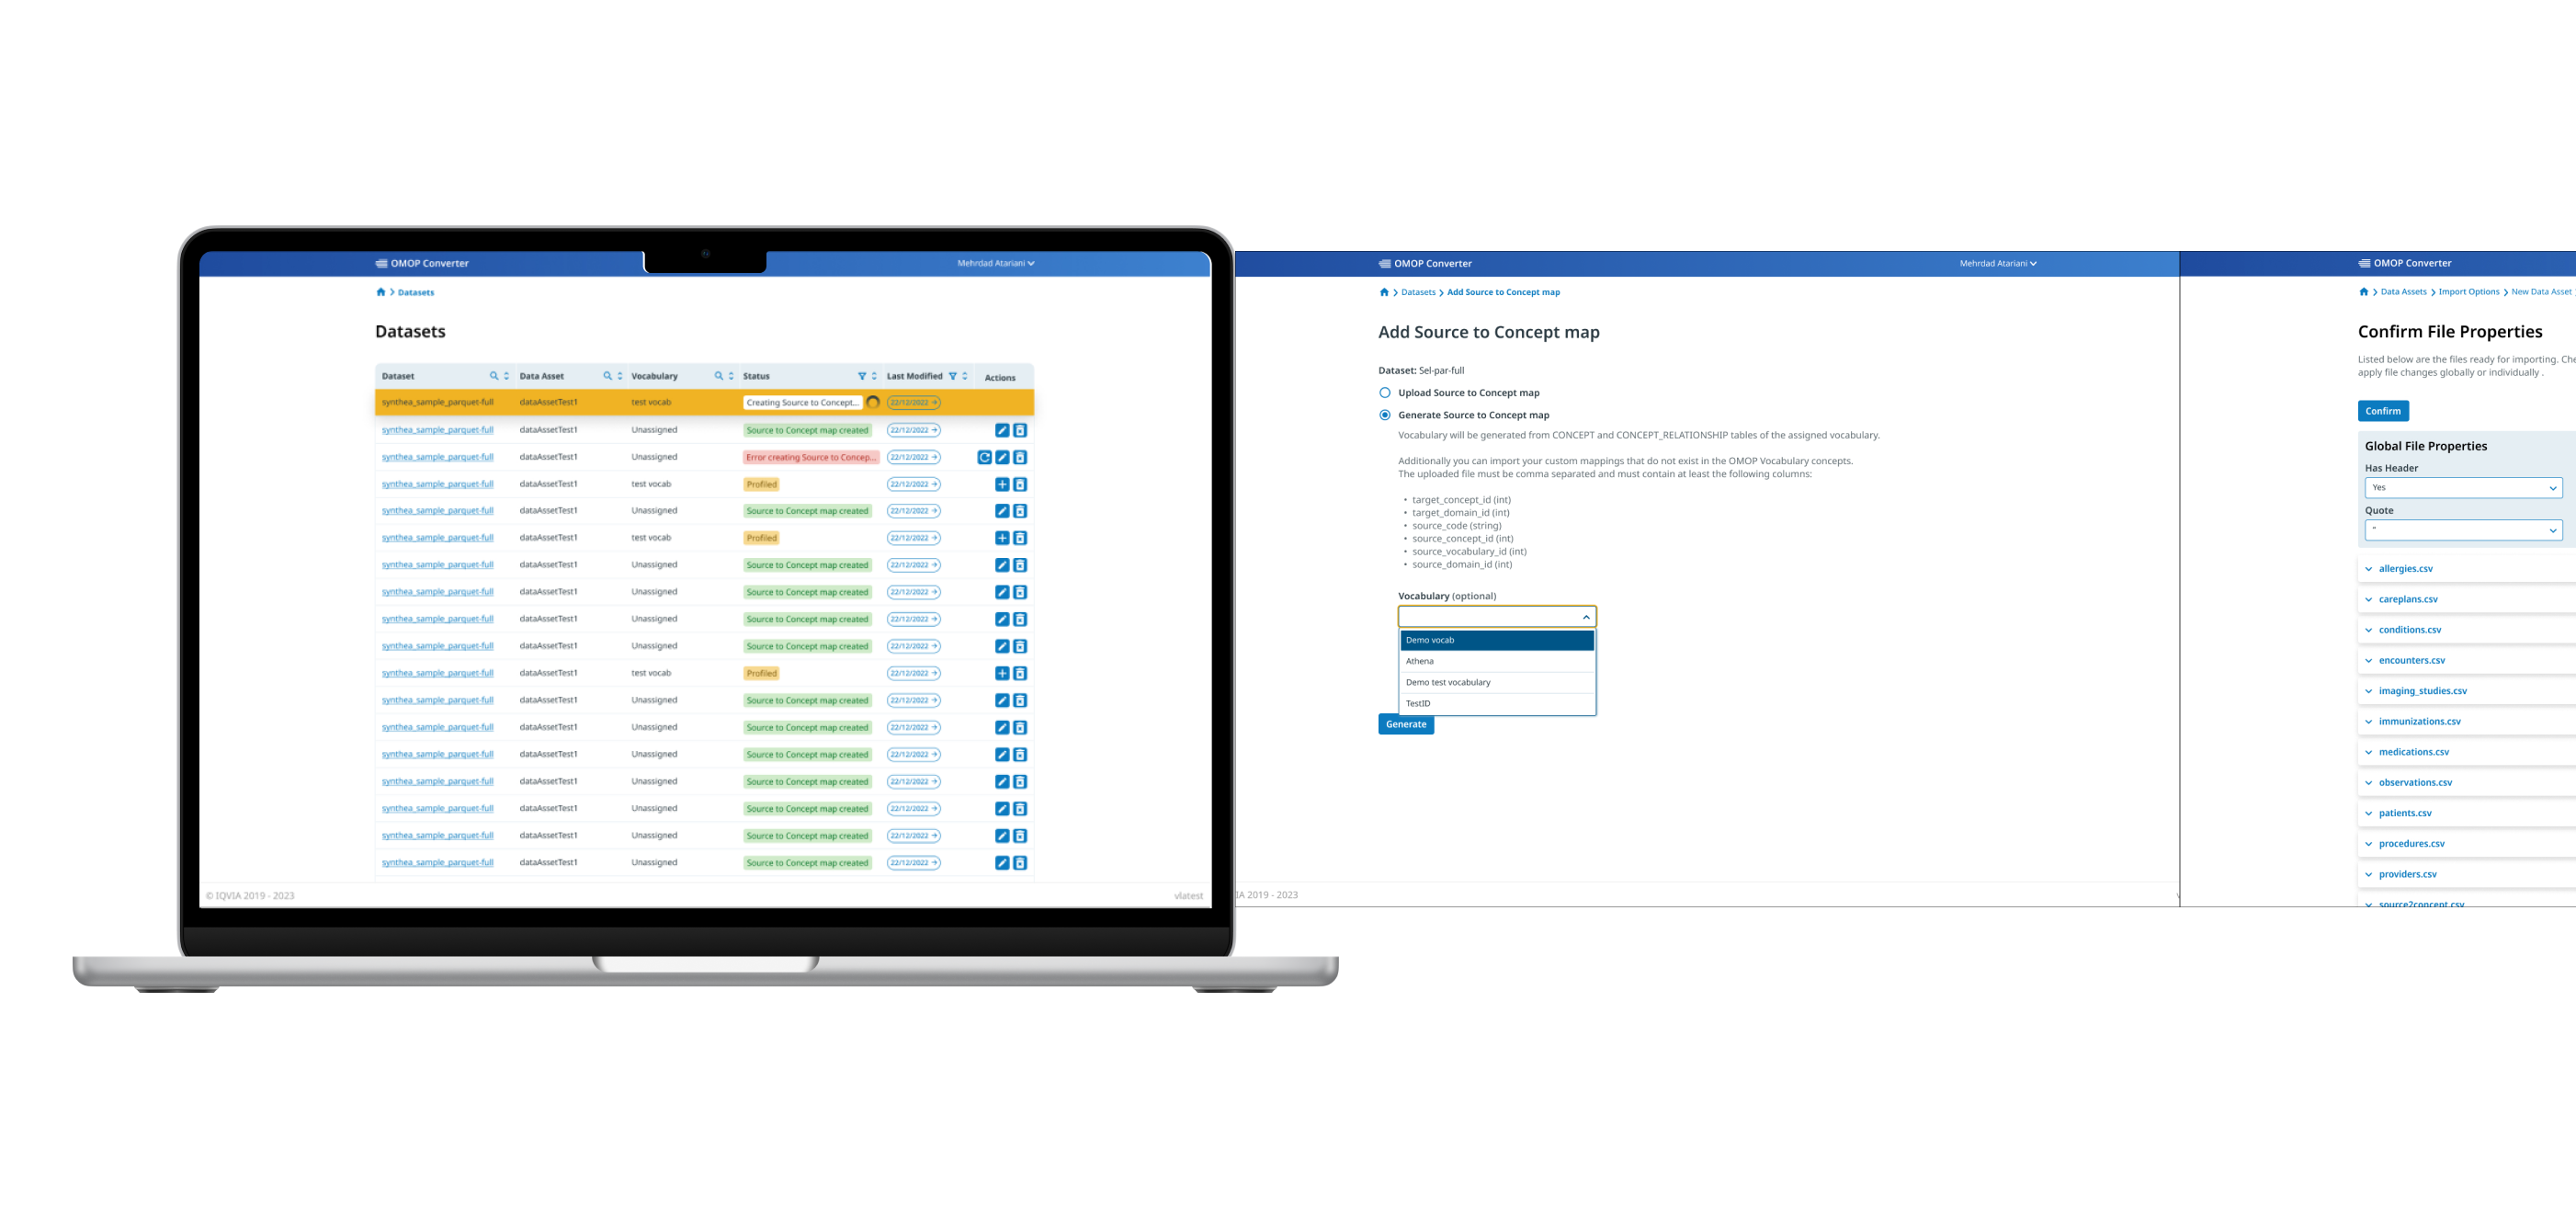 OMOP Converter
Mehrdad Atariani
Datasets
Datasets
Dataset Data Asset Vocabulary Status Last Modified Actions
synthea_sample_parquet-full dataAssetTest1 test vocab Creating Source to Concept... 22/12/2022
synthea_sample_parquet-full dataAssetTest1 Unassigned Source to Concept map created 22/12/2022
synthea_sample_parquet-full dataAssetTest1 Unassigned Error creating Source to Concep... 22/12/2022
synthea_sample_parquet-full dataAssetTest1 test vocab Profiled 22/12/2022
synthea_sample_parquet-full dataAssetTest1 Unassigned Source to Concept map created 22/12/2022
synthea_sample_parquet-full dataAssetTest1 test vocab Profiled 22/12/2022
synthea_sample_parquet-full dataAssetTest1 Unassigned Source to Concept map created 22/12/2022
synthea_sample_parquet-full dataAssetTest1 Unassigned Source to Concept map created 22/12/2022
synthea_sample_parquet-full dataAssetTest1 Unassigned Source to Concept map created 22/12/2022
synthea_sample_parquet-full dataAssetTest1 Unassigned Source to Concept map created 22/12/2022
synthea_sample_parquet-full dataAssetTest1 test vocab Profiled 22/12/2022
synthea_sample_parquet-full dataAssetTest1 Unassigned Source to Concept map created 22/12/2022
synthea_sample_parquet-full dataAssetTest1 Unassigned Source to Concept map created 22/12/2022
synthea_sample_parquet-full dataAssetTest1 Unassigned Source to Concept map created 22/12/2022
synthea_sample_parquet-full dataAssetTest1 Unassigned Source to Concept map created 22/12/2022
synthea_sample_parquet-full dataAssetTest1 Unassigned Source to Concept map created 22/12/2022
synthea_sample_parquet-full dataAssetTest1 Unassigned Source to Concept map created 22/12/2022
synthea_sample_parquet-full dataAssetTest1 Unassigned Source to Concept map created 22/12/2022
© IQVIA 2019 - 2023
vlatest
OMOP Converter
Mehrdad Atariani
Datasets > Add Source to Concept map
Add Source to Concept map
Dataset: Sel-par-full
Upload Source to Concept map
Generate Source to Concept map
Vocabulary will be generated from CONCEPT and CONCEPT_RELATIONSHIP tables of the assigned vocabulary.
Additionally you can import your custom mappings that do not exist in the OMOP Vocabulary concepts.
The uploaded file must be comma separated and must contain at least the following columns:
• target_concept_id (int)
• target_domain_id (int)
• source_code (string)
• source_concept_id (int)
• source_vocabulary_id (int)
• source_domain_id (int)
Vocabulary (optional)
Demo vocab
Athena
Demo test vocabulary
TestID
Generate
IA 2019 - 2023
OMOP Converter
Data Assets > Import Options > New Data Asset
Confirm File Properties
Listed below are the files ready for importing. Che
apply file changes globally or individually .
Confirm
Global File Properties
Has Header
Yes
Quote
"
allergies.csv
careplans.csv
conditions.csv
encounters.csv
imaging_studies.csv
immunizations.csv
medications.csv
observations.csv
patients.csv
procedures.csv
providers.csv
source2concept.csv